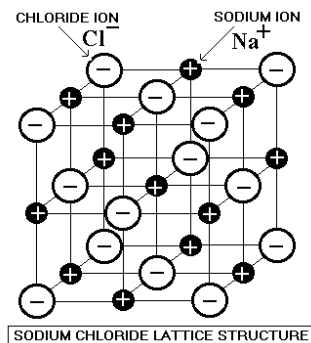 CHLORIDE ION
SODIUM ION
Cl⁻
Na⁺
SODIUM CHLORIDE LATTICE STRUCTURE